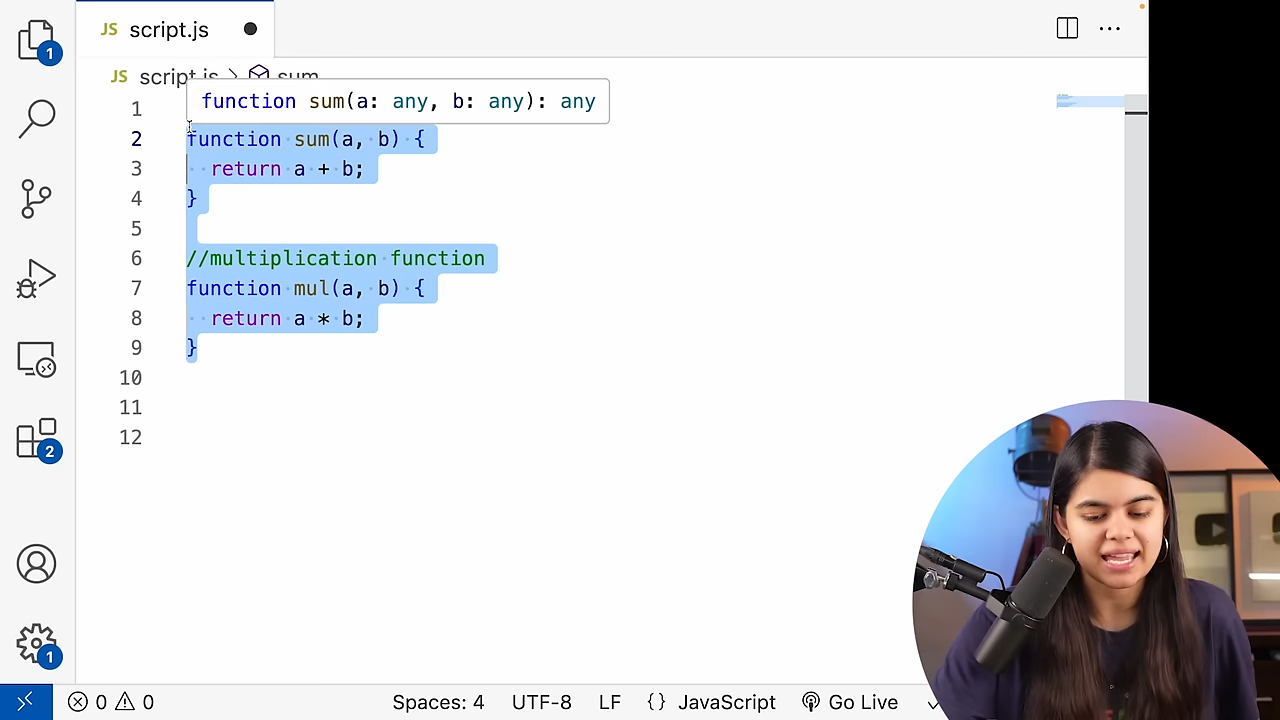 JS script.js
1
JS script.js > sum
function sum(a: any, b: any): any
1
2 function sum(a, b) {
3 return a + b;
4 }
5
6 //multiplication function
7 function mul(a, b) {
8 return a * b;
9 }
10
11
12
2
1
0 0 Spaces: 4 UTF-8 LF {} JavaScript Go Live